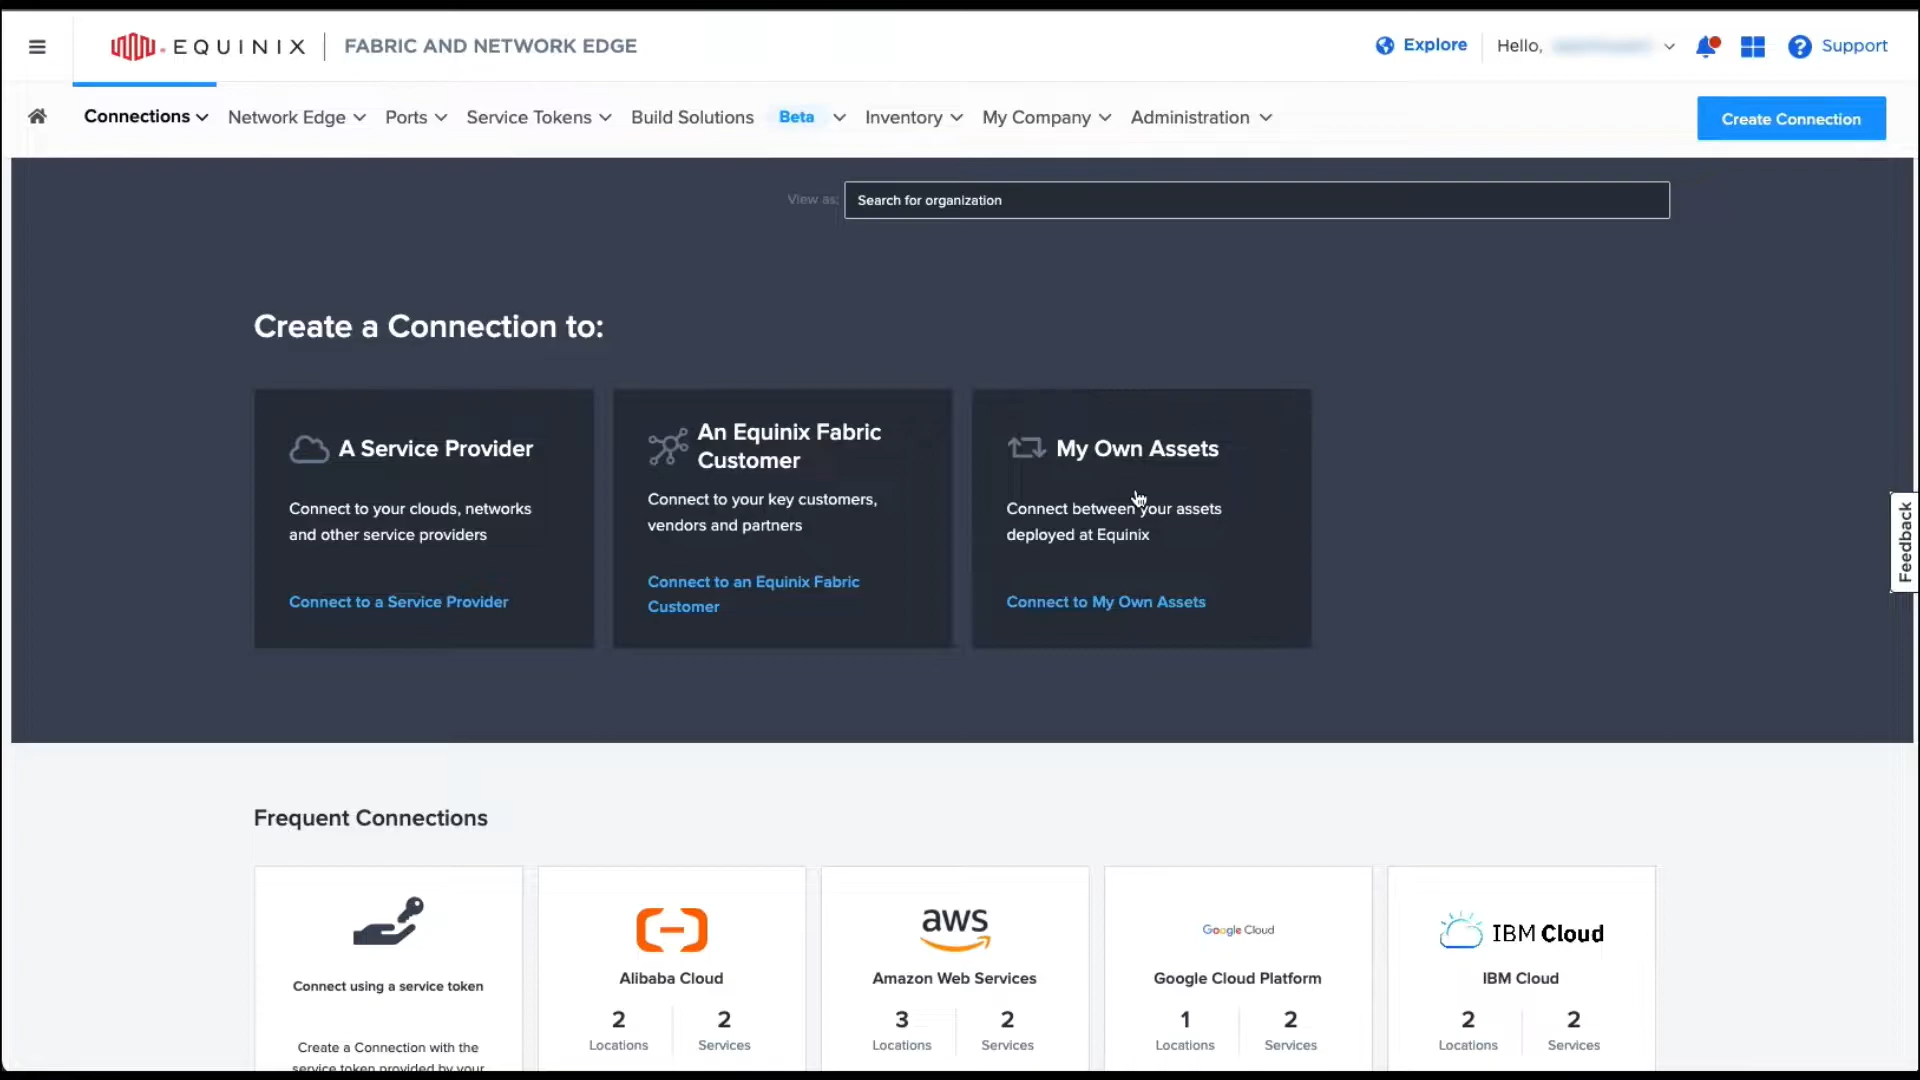 EQUINIX
FABRIC AND NETWORK EDGE
Explore
Hello,
Support
Connections
Network Edge
Ports
Service Tokens
Build Solutions
Beta
Inventory
My Company
Administration
Create Connection
View as:
Search for organization
Create a Connection to:
A Service Provider
Connect to your clouds, networks
and other service providers
Connect to a Service Provider
An Equinix Fabric
Customer
Connect to your key customers,
vendors and partners
Connect to an Equinix Fabric
Customer
My Own Assets
Connect between your assets
deployed at Equinix
Connect to My Own Assets
Feedback
Frequent Connections
Connect using a service token
Create a Connection with the
service token provided by your
Alibaba Cloud
2 2
Locations Services
aws
Amazon Web Services
3 2
Locations Services
Google Cloud
Google Cloud Platform
1 2
Locations Services
IBM Cloud
IBM Cloud
2 2
Locations Services